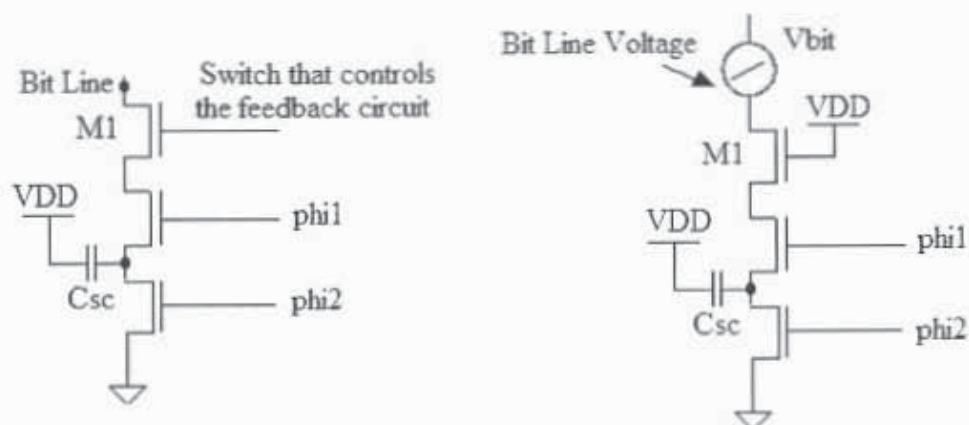 Bit Line
Switch that controls
the feedback circuit
M1
VDD
phi1
Csc
phi2
Bit Line Voltage
Vbit
VDD
M1
VDD
phi1
Csc
phi2